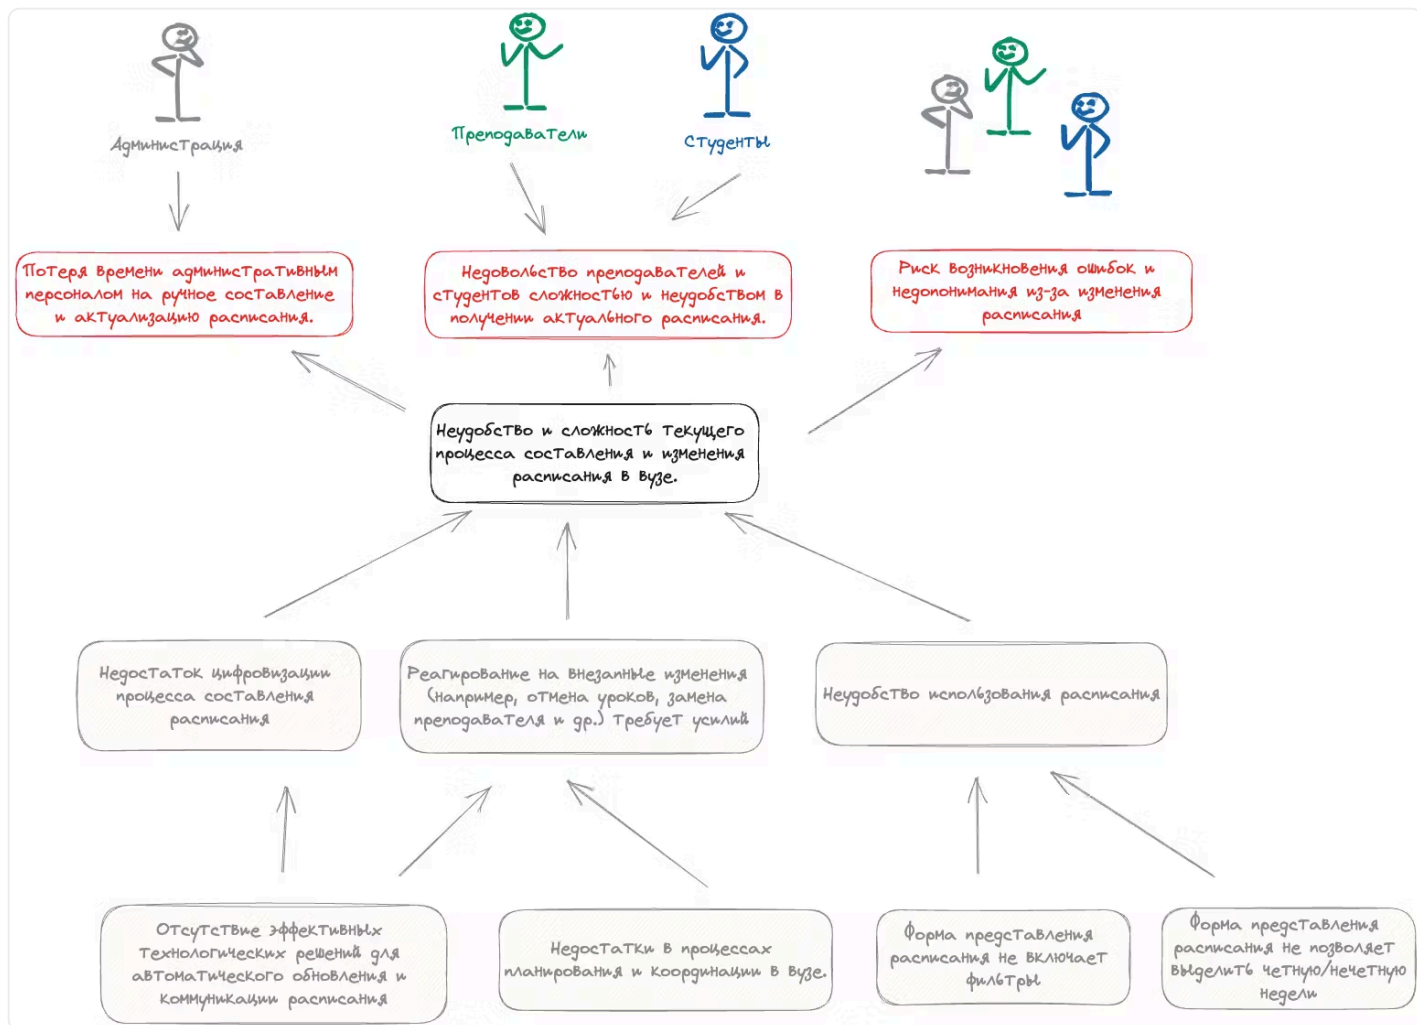 Администрация
Преподаватели
Студенты
Потеря времени административным
персоналом на ручное составление
и актуализацию расписания.
Недовольство преподавателей и
студентов сложностью и неудобством в
получении актуального расписания.
Риск возникновения ошибок и
недопонимания из-за изменения
расписания
Неудобство и сложность текущего
процесса составления и изменения
расписания в вузе.
Недостаток цифровизации
процесса составления
расписания
Реагирование на внезапные изменения
(например, отмена уроков, замена
преподавателя и др.) требует усилий
Неудобство использования расписания
Отсутствие эффективных
технологических решений для
автоматического обновления и
коммуникации расписания
Недостатки в процессах
планирования и координации в вузе.
Форма представления
расписания не включает
фильтры
Форма представления
расписания не позволяет
выделить четную/нечетную
недели